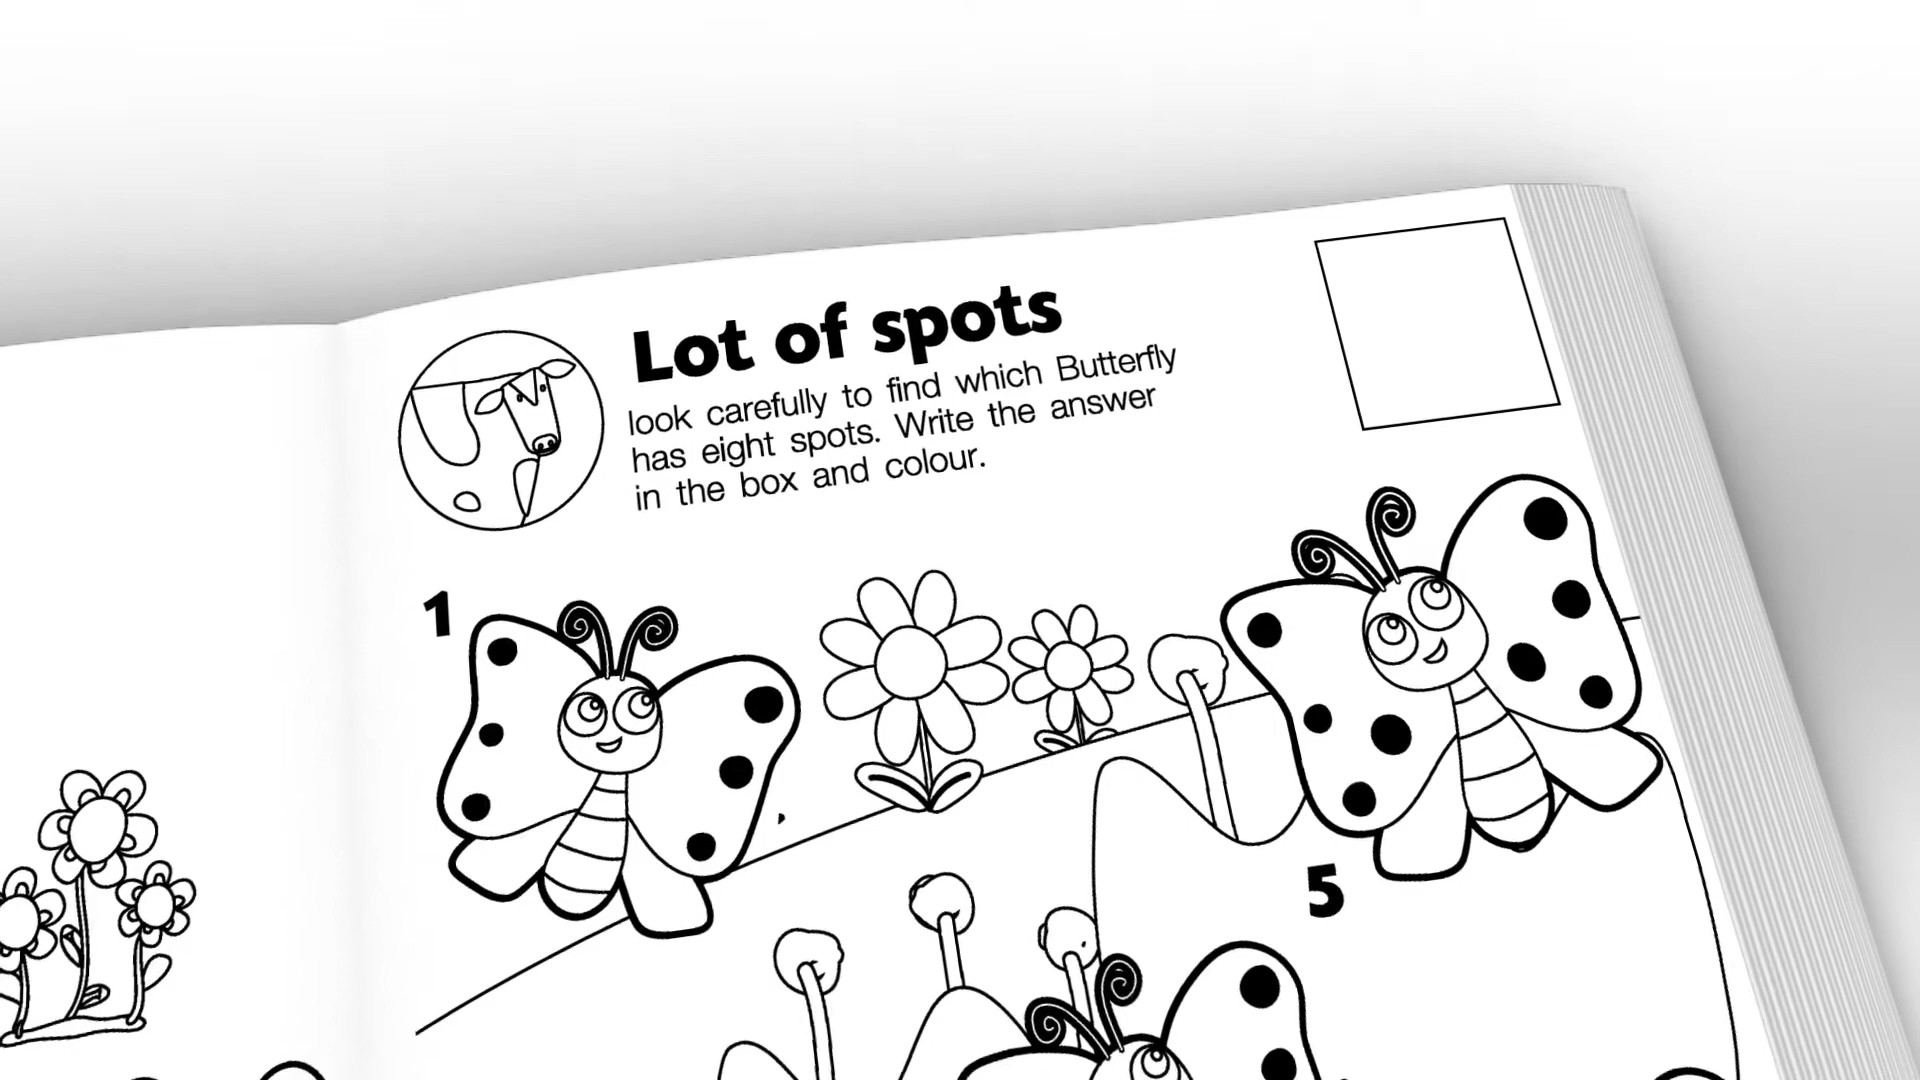 Lot of spots
look carefully to find which Butterfly
has eight spots. Write the answer
in the box and colour.
1
5